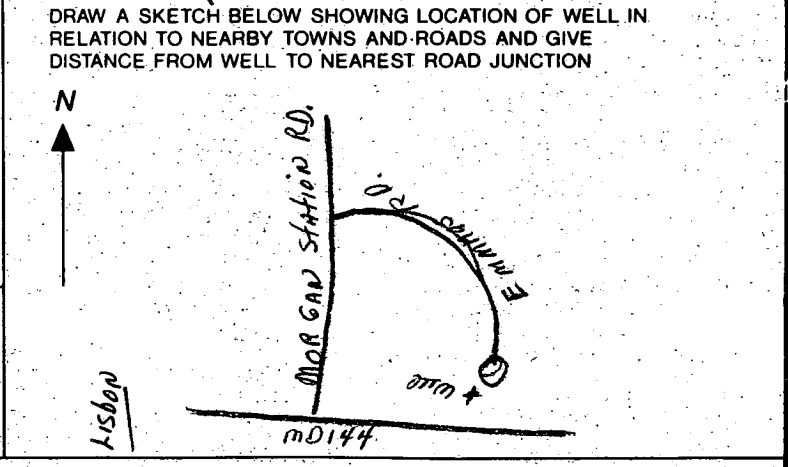 DRAW A SKETCH BELOW SHOWING LOCATION OF WELL IN
RELATION TO NEARBY TOWNS AND ROADS AND GIVE
DISTANCE FROM WELL TO NEAREST ROAD JUNCTION
N
MORGAN Station RD.
RD.
Well
Lisbon
MD144